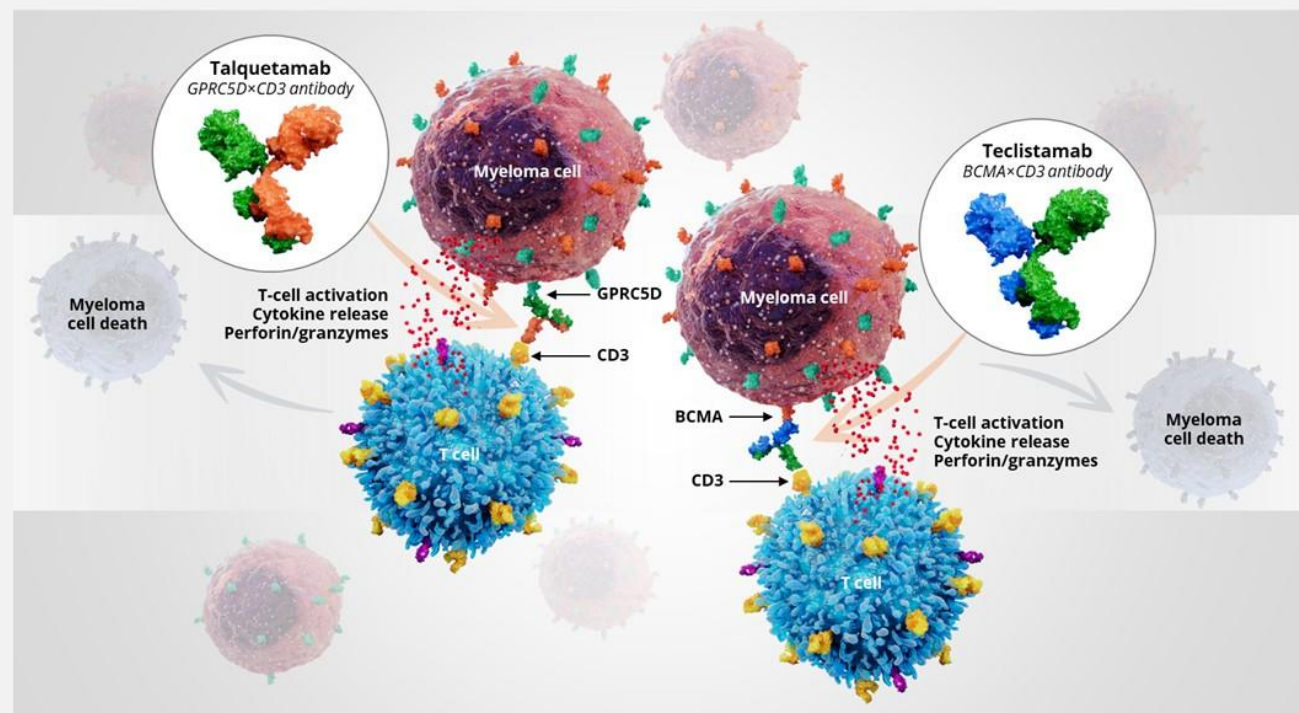 Talquetamab
GPRC5D×CD3 antibody
Myeloma cell
T-cell activation
Cytokine release
Perforin/granzymes
GPRC5D
CD3
T cell
Myeloma
cell death
Teclistamab
BCMA×CD3 antibody
Myeloma cell
BCMA
CD3
T-cell activation
Cytokine release
Perforin/granzymes
T cell
Myeloma
cell death